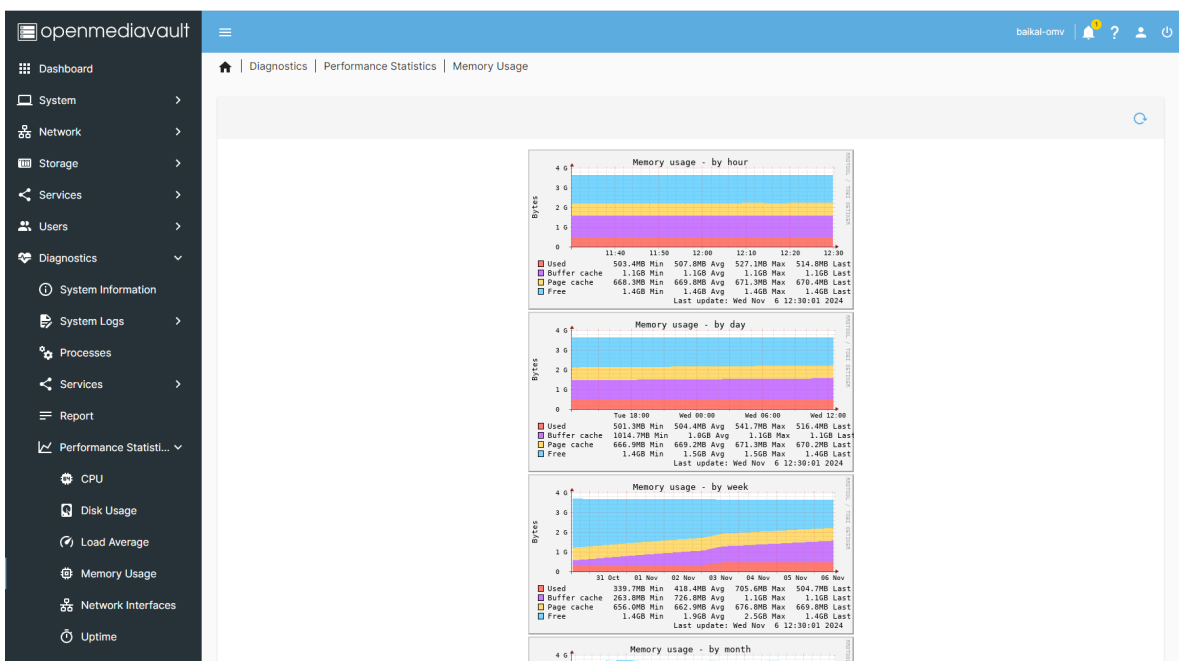 openmediavault
baikal-omv
1
?
Dashboard
System
Network
Storage
Services
Users
Diagnostics
System Information
System Logs
Processes
Services
Report
Performance Statisti...
CPU
Disk Usage
Load Average
Memory Usage
Network Interfaces
Uptime
Diagnostics | Performance Statistics | Memory Usage
Memory usage - by hour
RRDTOOL / TOBI OETIKER
Bytes
4 G
3 G
2 G
1 G
0
11:40 11:50 12:00 12:10 12:20 12:30
Used 503.4MB Min 507.8MB Avg 527.1MB Max 514.8MB Last
Buffer cache 1.1GB Min 1.1GB Avg 1.1GB Max 1.1GB Last
Page cache 668.3MB Min 669.8MB Avg 671.3MB Max 670.4MB Last
Free 1.4GB Min 1.4GB Avg 1.4GB Max 1.4GB Last
Last update: Wed Nov 6 12:30:01 2024
Memory usage - by day
RRDTOOL / TOBI OETIKER
Bytes
4 G
3 G
2 G
1 G
0
Tue 18:00 Wed 00:00 Wed 06:00 Wed 12:00
Used 501.3MB Min 504.4MB Avg 541.7MB Max 516.4MB Last
Buffer cache 1014.7MB Min 1.0GB Avg 1.1GB Max 1.1GB Last
Page cache 666.9MB Min 669.2MB Avg 671.3MB Max 670.2MB Last
Free 1.4GB Min 1.5GB Avg 1.5GB Max 1.4GB Last
Last update: Wed Nov 6 12:30:01 2024
Memory usage - by week
RRDTOOL / TOBI OETIKER
Bytes
4 G
3 G
2 G
1 G
0
31 Oct 01 Nov 02 Nov 03 Nov 04 Nov 05 Nov 06 Nov
Used 339.7MB Min 418.4MB Avg 705.6MB Max 504.7MB Last
Buffer cache 263.8MB Min 726.8MB Avg 1.1GB Max 1.1GB Last
Page cache 656.0MB Min 662.9MB Avg 676.8MB Max 669.8MB Last
Free 1.4GB Min 1.9GB Avg 2.5GB Max 1.4GB Last
Last update: Wed Nov 6 12:30:01 2024
Memory usage - by month
4 G